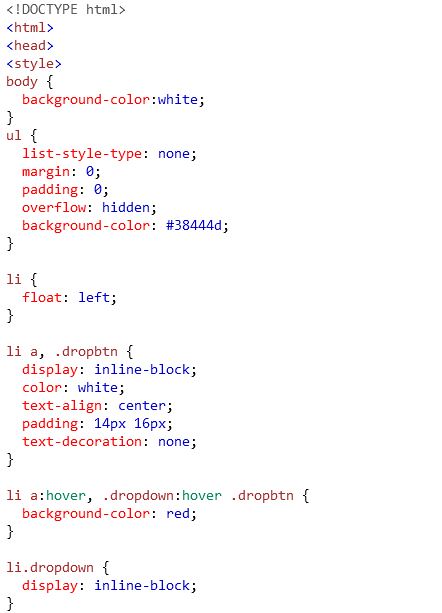 <!DOCTYPE html>
<html>
<head>
<style>
body {
  background-color:white;
}
ul {
  list-style-type: none;
  margin: 0;
  padding: 0;
  overflow: hidden;
  background-color: #38444d;
}

li {
  float: left;
}

li a, .dropbtn {
  display: inline-block;
  color: white;
  text-align: center;
  padding: 14px 16px;
  text-decoration: none;
}

li a:hover, .dropdown:hover .dropbtn {
  background-color: red;
}

li.dropdown {
  display: inline-block;
}